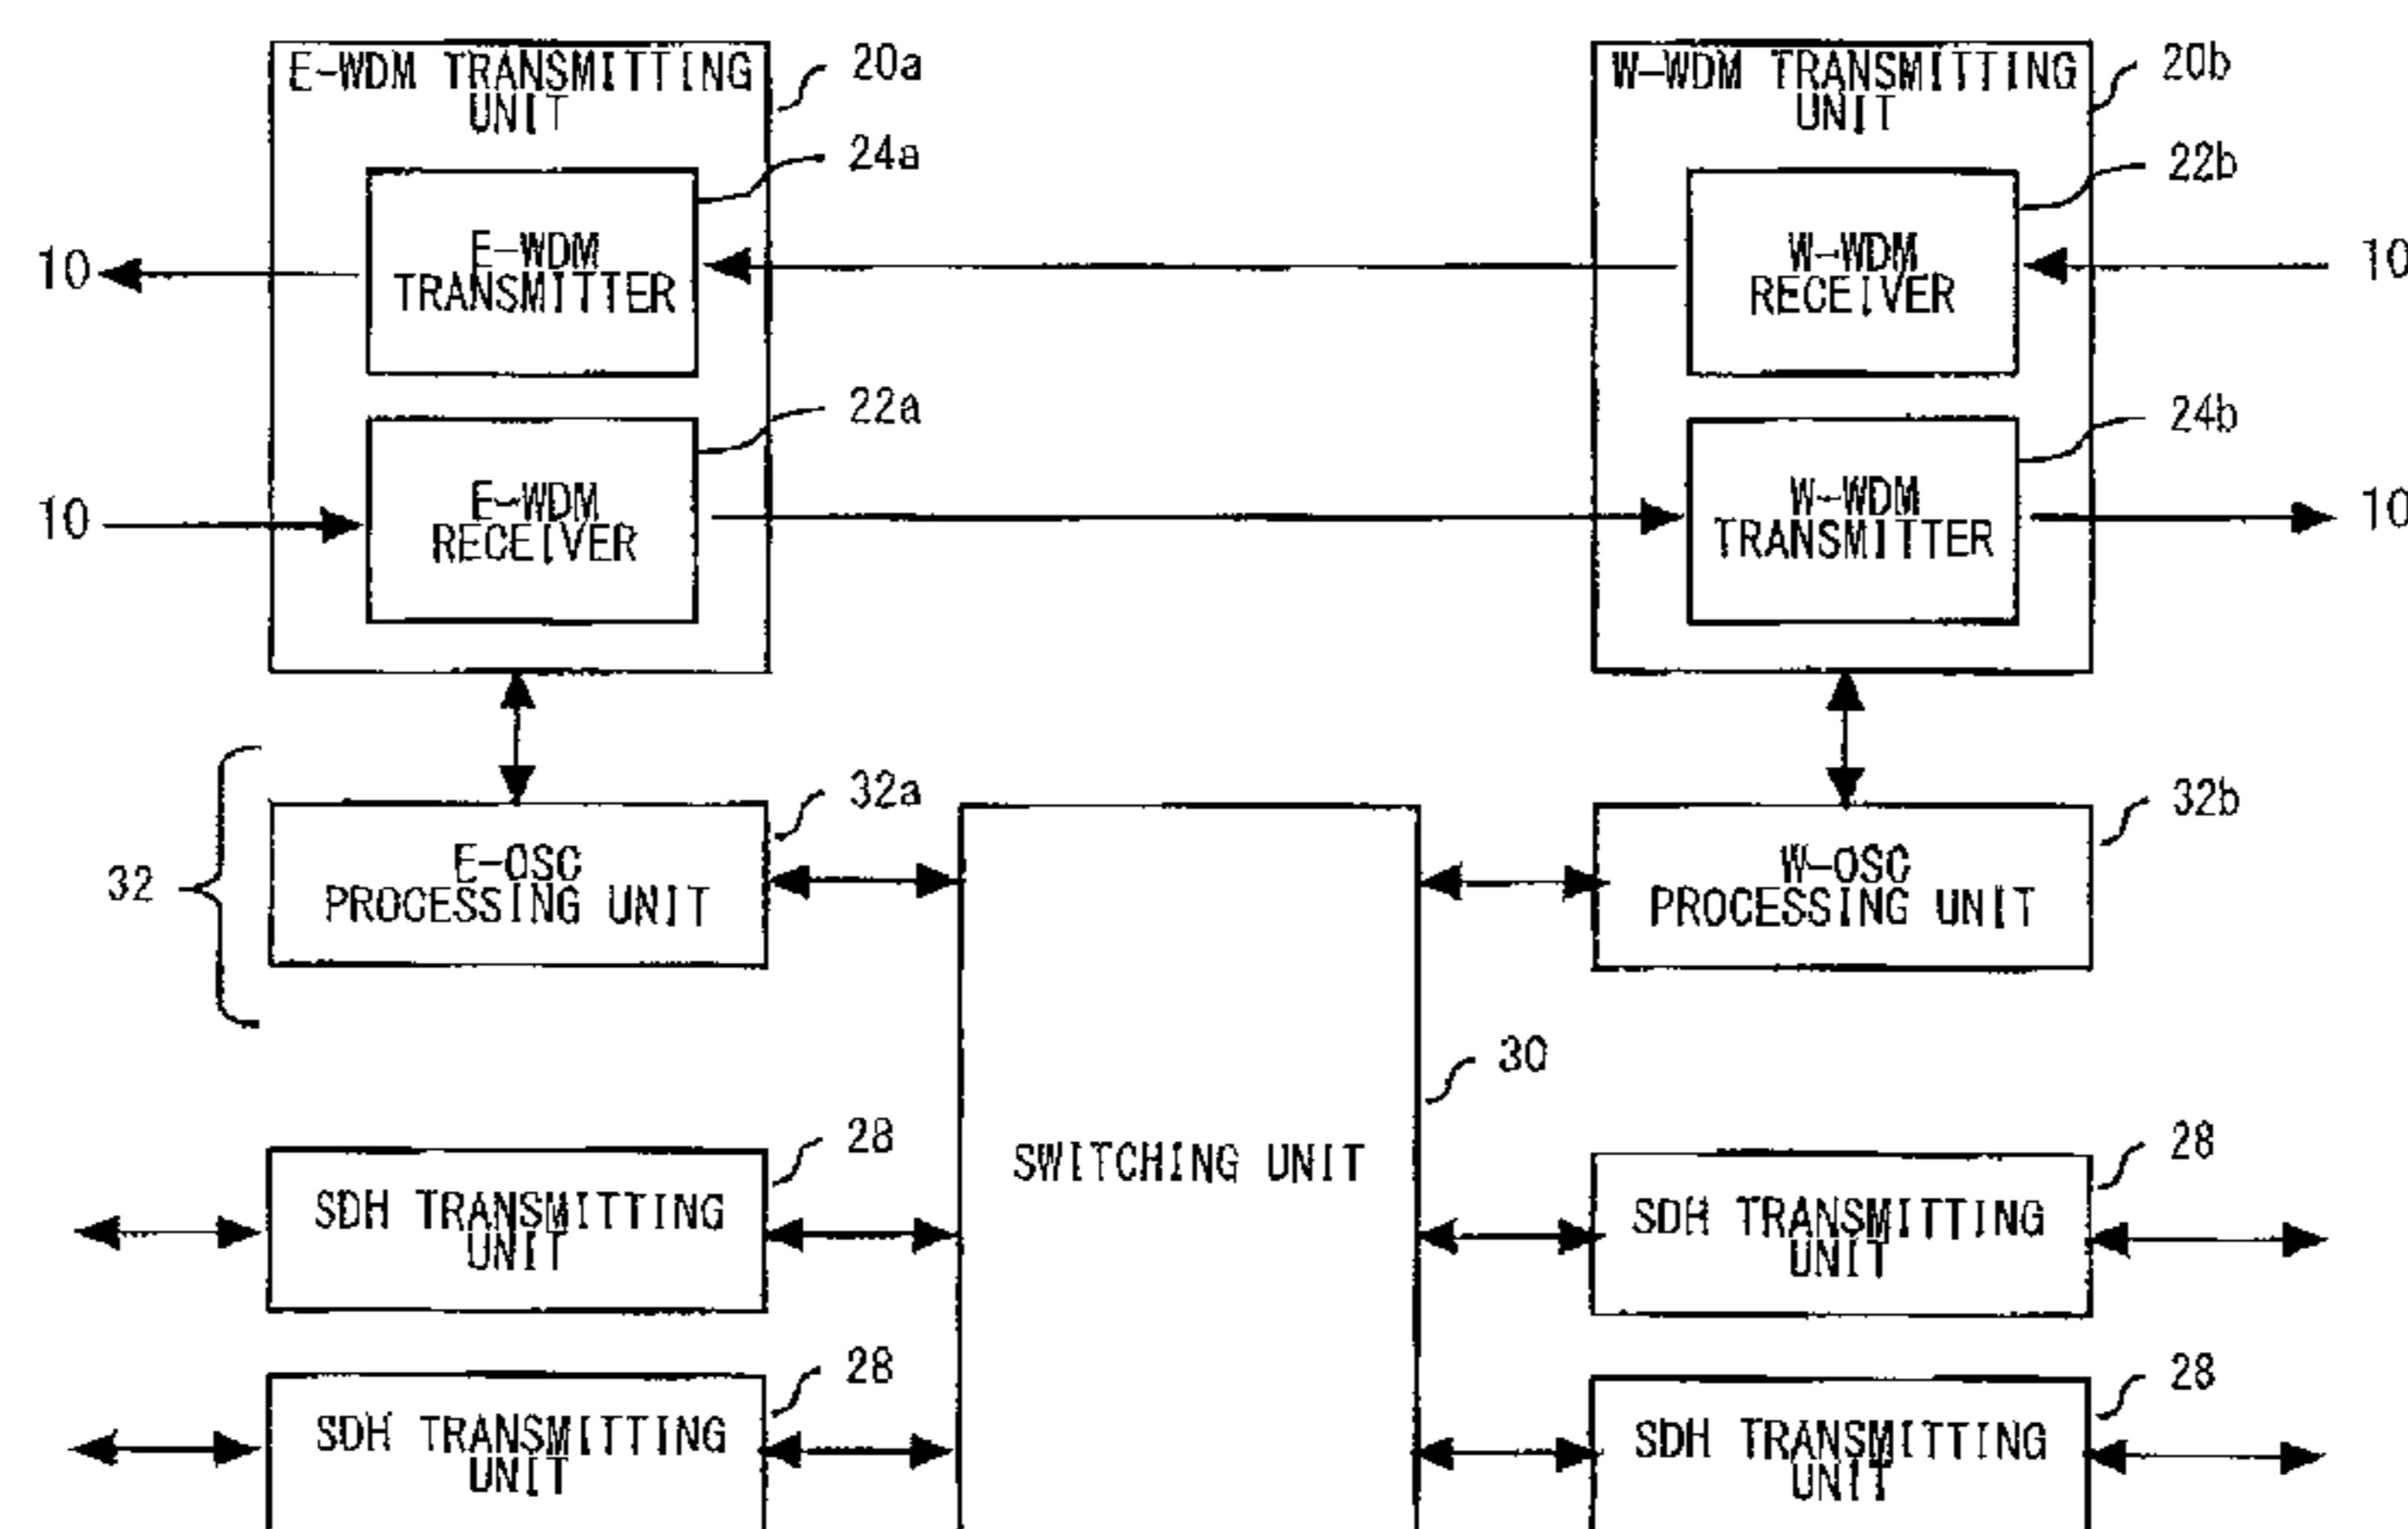 E-WDM TRANSMITTING
UNIT
20a
W-WDM TRANSMITTING
UNIT
20b
24a
22b
10
E-WDM
TRANSMITTER
W-WDM
RECEIVER
10
22a
24b
10
E-WDM
RECEIVER
W-WDM
TRANSMITTER
10
32
E-OSC
PROCESSING UNIT
32a
W-OSC
PROCESSING UNIT
32b
SWITCHING UNIT
30
SDH TRANSMITTING
UNIT
28
SDH TRANSMITTING
UNIT
28
SDH TRANSMITTING
UNIT
28
SDH TRANSMITTING
UNIT
28